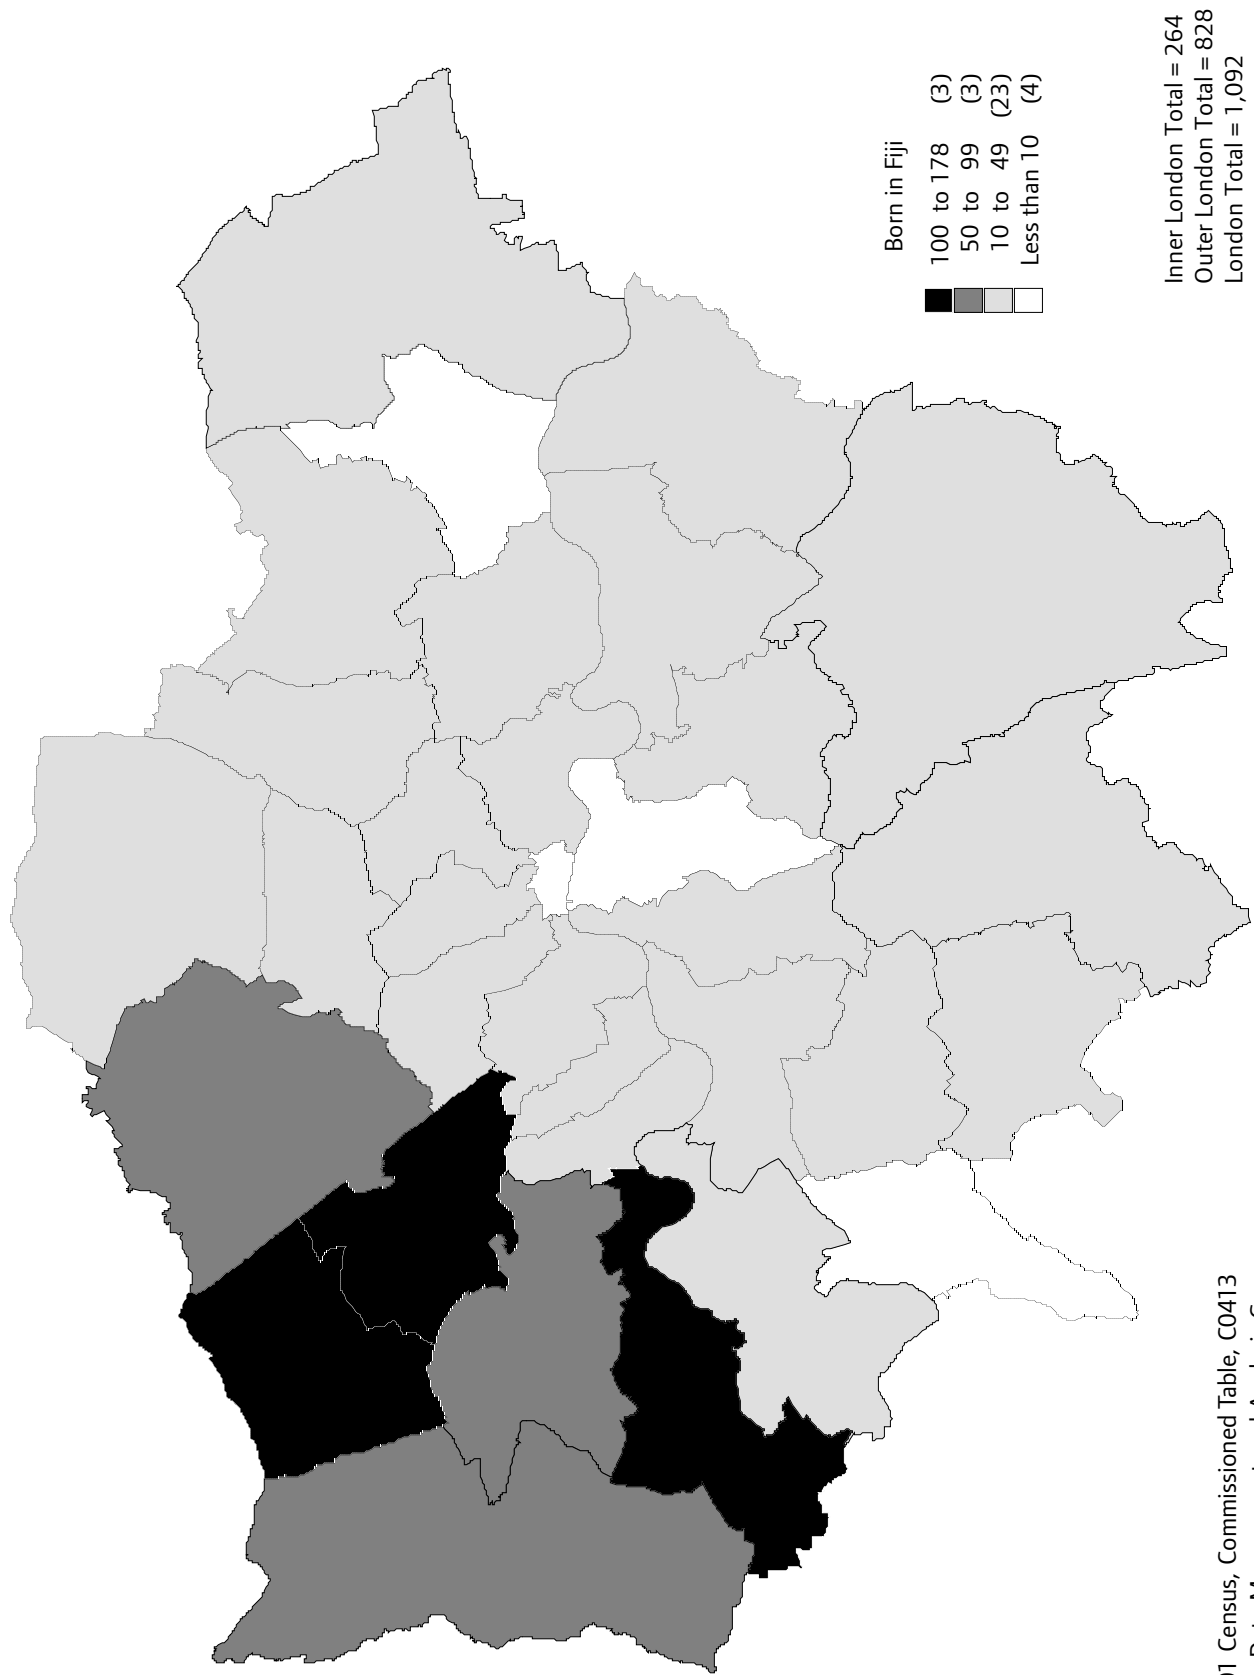 Born in Fiji
100 to 178 (3)
50 to 99 (3)
10 to 49 (23)
Less than 10 (4)
Inner London Total = 264
Outer London Total = 828
London Total = 1,092
Census, Commissioned Table, C0413